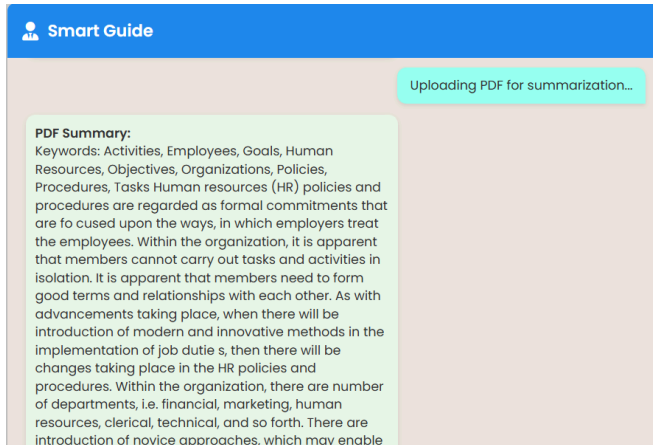 Smart Guide
Uploading PDF for summarization...
PDF Summary:
Keywords: Activities, Employees, Goals, Human
Resources, Objectives, Organizations, Policies,
Procedures, Tasks Human resources (HR) policies and
procedures are regarded as formal commitments that
are fo cused upon the ways, in which employers treat
the employees. Within the organization, it is apparent
that members cannot carry out tasks and activities in
isolation. It is apparent that members need to form
good terms and relationships with each other. As with
advancements taking place, when there will be
introduction of modern and innovative methods in the
implementation of job dutie s, then there will be
changes taking place in the HR policies and
procedures. Within the organization, there are number
of departments, i.e. financial, marketing, human
resources, clerical, technical, and so forth. There are
introduction of novice approaches, which may enable